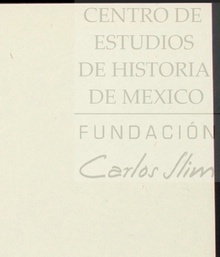 CENTRO DE
ESTUDIOS
DE HISTORIA
DE MEXICO
FUNDACIÓN
Carlos Slim